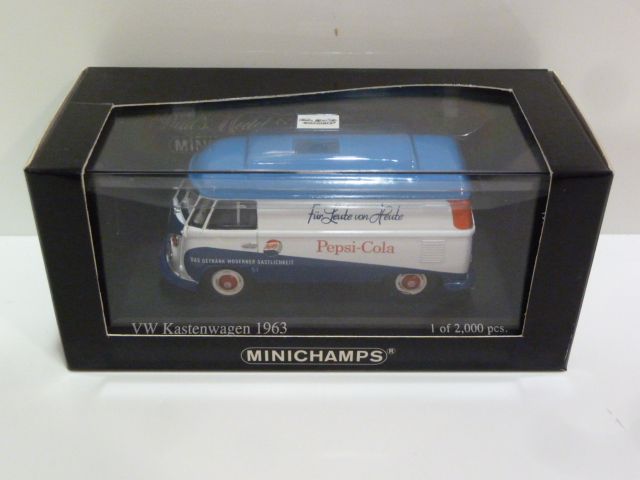 MINI
Für Leute von Heute
Pepsi-Cola
DAS GETRÄNK MODERNER GASTLICHKEIT
VW Kastenwagen 1963
1 of 2,000 pcs.
MINICHAMPS®